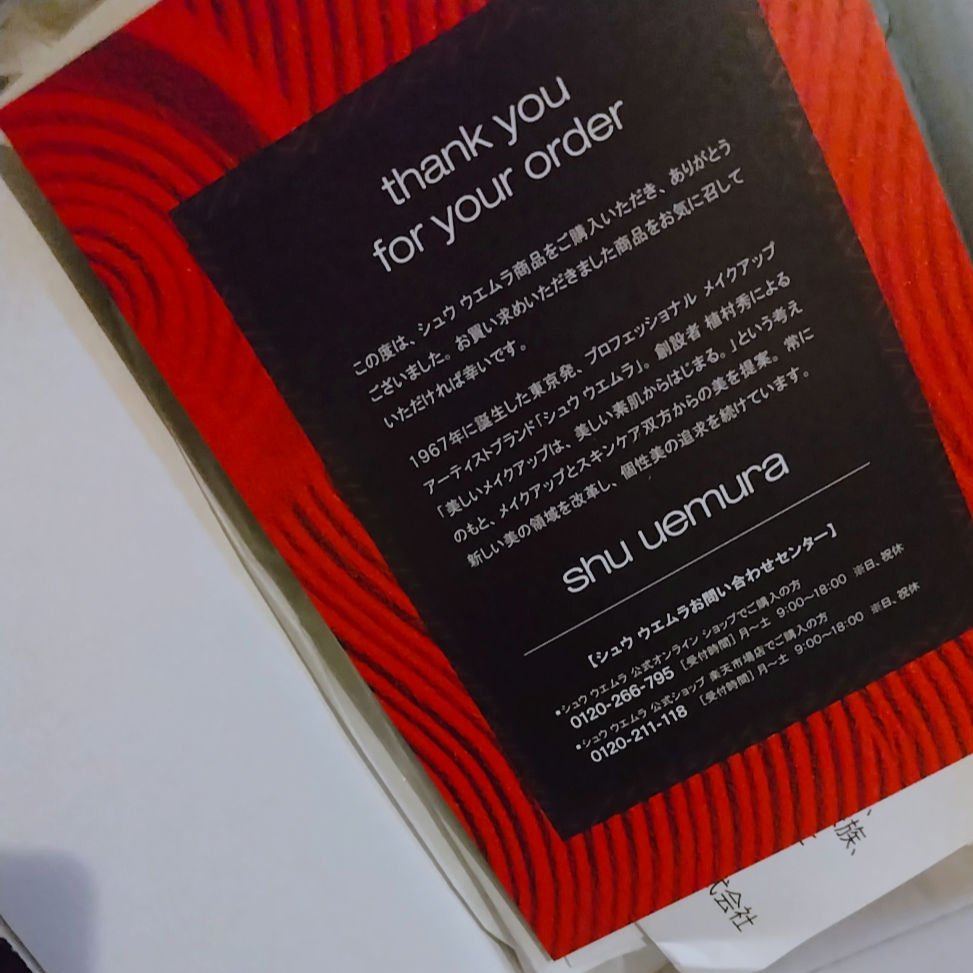 thank you
for your order
この度は、シュウ ウエムラ商品をご購入いただき、ありがとう
ございました。お買い求めいただきました商品をお気に召して
いただければ幸いです。
1967年に誕生した東京発、プロフェッショナル メイクアップ
アーティストブランド「シュウ ウエムラ」。創設者 植村秀による
「美しいメイクアップは、美しい素肌からはじまる。」という考え
のもと、メイクアップとスキンケア双方からの美を提案。常に
新しい美の領域を改革し、個性美の追求を続けています。
shu uemura
【シュウ ウエムラお問い合わせセンター】
•シュウ ウエムラ 公式オンライン ショップでご購入の方
0120-266-795 [受付時間] 月〜土 9:00〜18:00 ※日、祝休
•シュウ ウエムラ 公式ショップ 楽天市場店でご購入の方
0120-211-118 [受付時間] 月〜土 9:00〜18:00 ※日、祝休
族、
式会社